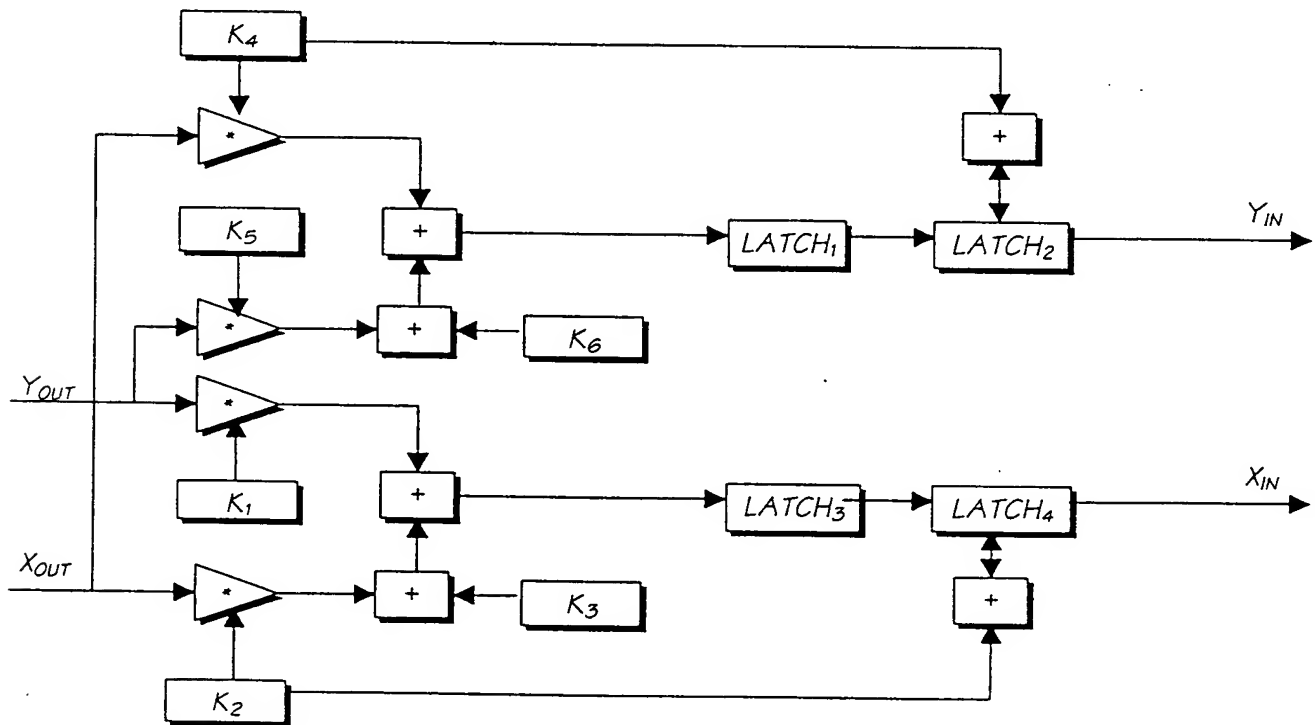 K4
*
+
K5
+
LATCH1
LATCH2
YIN
*
+
K6
YOUT
*
K1
+
LATCH3
LATCH4
XIN
XOUT
*
+
K3
+
K2